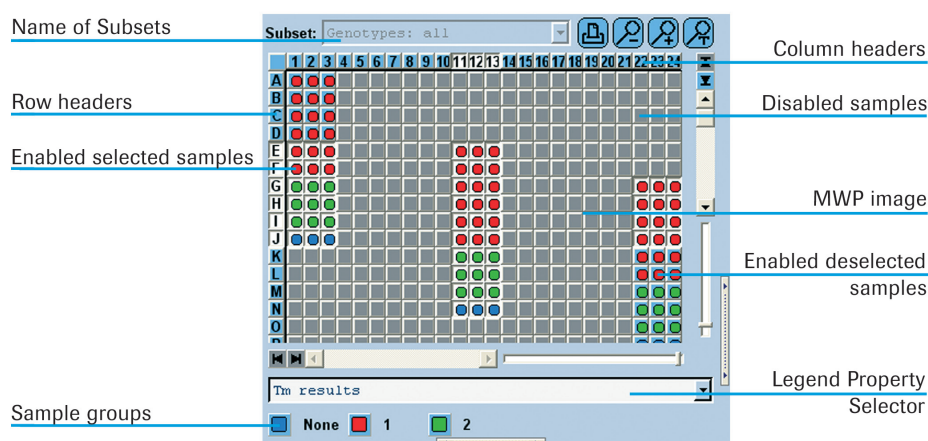 Name of Subsets
Subset: Genotypes: all
Column headers
1 2 3 4 5 6 7 8 9 10 11 12 13 14 15 16 17 18 19 20 21 22 23 24
Row headers
Disabled samples
Enabled selected samples
MWP image
Enabled deselected
samples
A
B
C
D
E
F
G
H
I
J
K
L
M
N
O
Tm results
Legend Property
Selector
Sample groups
None 1 2